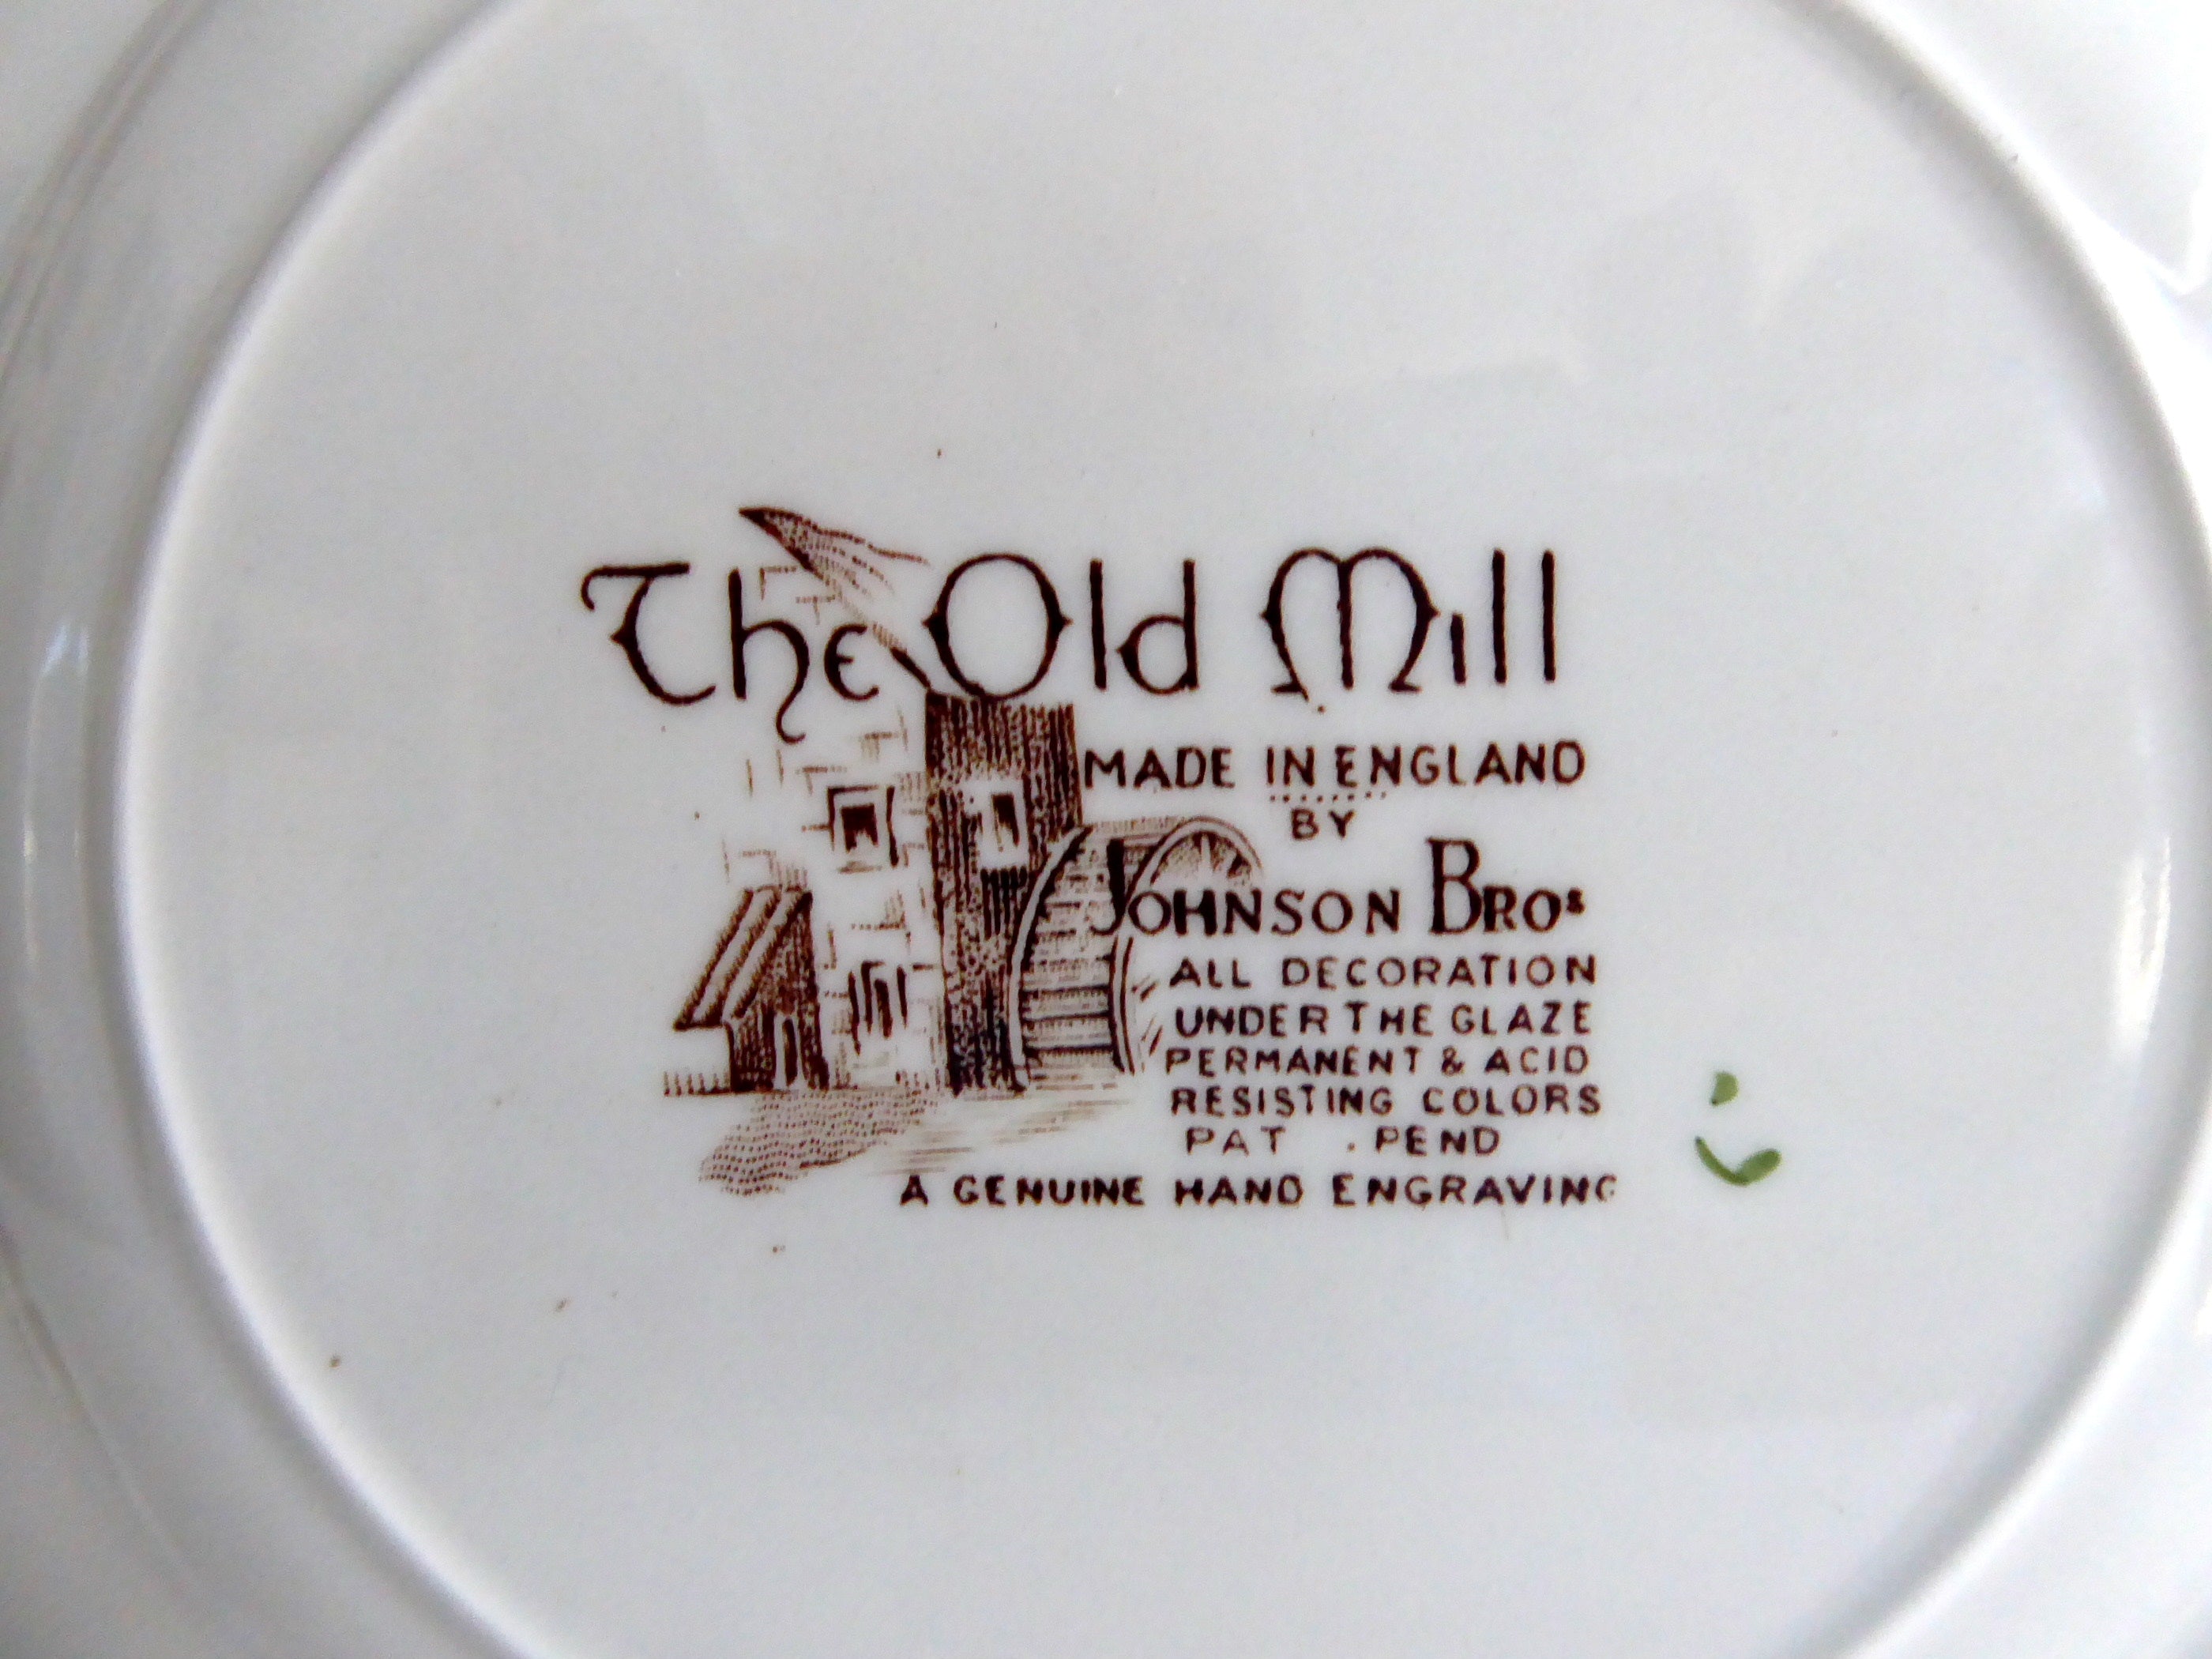 The Old Mill
MADE IN ENGLAND
BY
JOHNSON BROS
ALL DECORATION
UNDER THE GLAZE
PERMANENT & ACID
RESISTING COLORS
PAT . PEND
A GENUINE HAND ENGRAVING